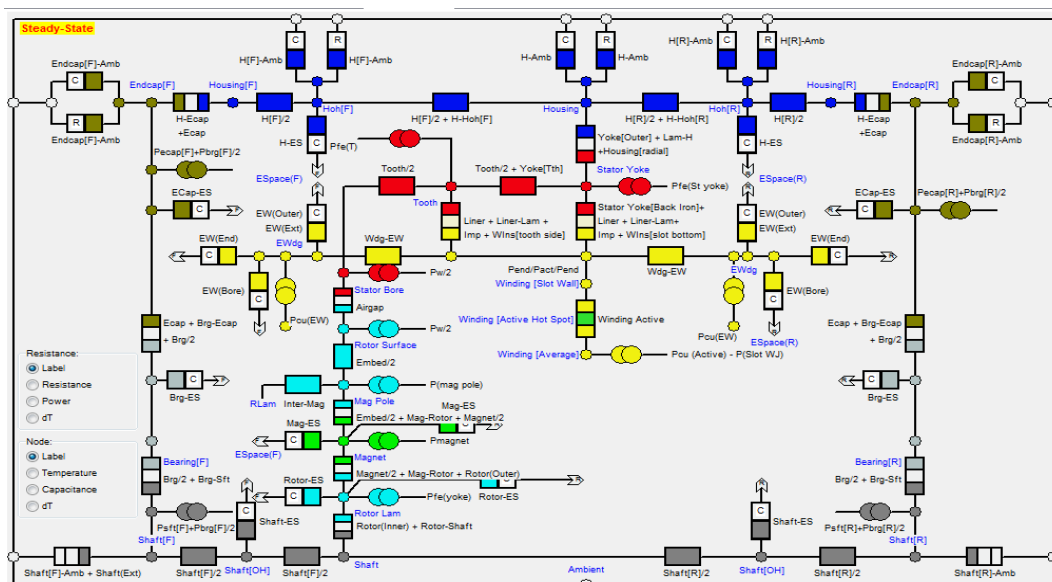 Steady-State
C
R
C
R
C
R
H[F]-Amb
H[F]-Amb
H-Amb
H-Amb
H[R]-Amb
H[R]-Amb
Endcap[F]-Amb
C
Endcap[F]
Housing[F]
Hoh[F]
Housing
Hoh[R]
Housing[R]
Endcap[R]
Endcap[R]-Amb
C
R
Endcap[F]-Amb
H-Ecap
+Ecap
H[F]/2
H[F]/2 + H-Hoh[F]
H[R]/2 + H-Hoh[R]
H[R]/2
H-Ecap
+Ecap
R
Endcap[R]-Amb
H-ES
C
Pfe(T)
Yoke[Outer] + Lam-H
+Housing[radial]
H-ES
C
Pecap[F]+Pbrg[F]/2
ESpace(F)
Tooth/2
Tooth/2 + Yoke[Tth]
Stator Yoke
Pfe(St yoke)
ESpace(R)
ECap-ES
C
Tooth
ECap-ES
C
Pecap[R]+Pbrg[R]/2
C
EW(Outer)
EW(Ext)
Liner + Liner-Lam +
Imp + WIns[tooth side]
Stator Yoke[Back Iron]+
Liner + Liner-Lam+
Imp + WIns[slot bottom]
C
EW(Outer)
EW(Ext)
EW(End)
C
EWdg
Wdg-EW
Wdg-EW
EWdg
EW(End)
C
EW(Bore)
C
Pcu(EW)
Stator Bore
Pw/2
Pend/Pact/Pend
Winding [Slot Wall]
EW(Bore)
C
Pcu(EW)
Airgap
Ecap + Brg-Ecap
+ Brg/2
Pw/2
Rotor Surface
Winding [Active Hot Spot]
Winding Active
ESpace(R)
Ecap + Brg-Ecap
+ Brg/2
Embed/2
Winding [Average]
Pcu (Active) - P(Slot WJ)
Resistance:
Label
Resistance
Power
dT
Brg-ES
C
RLam
Inter-Mag
P(mag pole)
Mag Pole
Brg-ES
C
Mag-ES
C
Embed/2 + Mag-Rotor + Magnet/2
Mag-ES
C
ESpace(F)
Pmagnet
Magnet
Node:
Label
Temperature
Capacitance
dT
Bearing[F]
Brg/2 + Brg-Sft
Magnet/2 + Mag-Rotor + Rotor(Outer)
Bearing[R]
Brg/2 + Brg-Sft
Rotor-ES
C
Pfe(yoke)
Rotor-ES
Rotor Lam
Psft[F]+Pbrg[F]/2
C
Shaft-ES
Rotor(Inner) + Rotor-Shaft
C
Shaft-ES
Psft[R]+Pbrg[R]/2
Shaft[F]
Shaft[R]
Shaft[F]-Amb + Shaft(Ext)
Shaft[F]/2
Shaft[OH]
Shaft[F]/2
Shaft
Ambient
Shaft[R]/2
Shaft[OH]
Shaft[R]/2
Shaft[R]-Amb